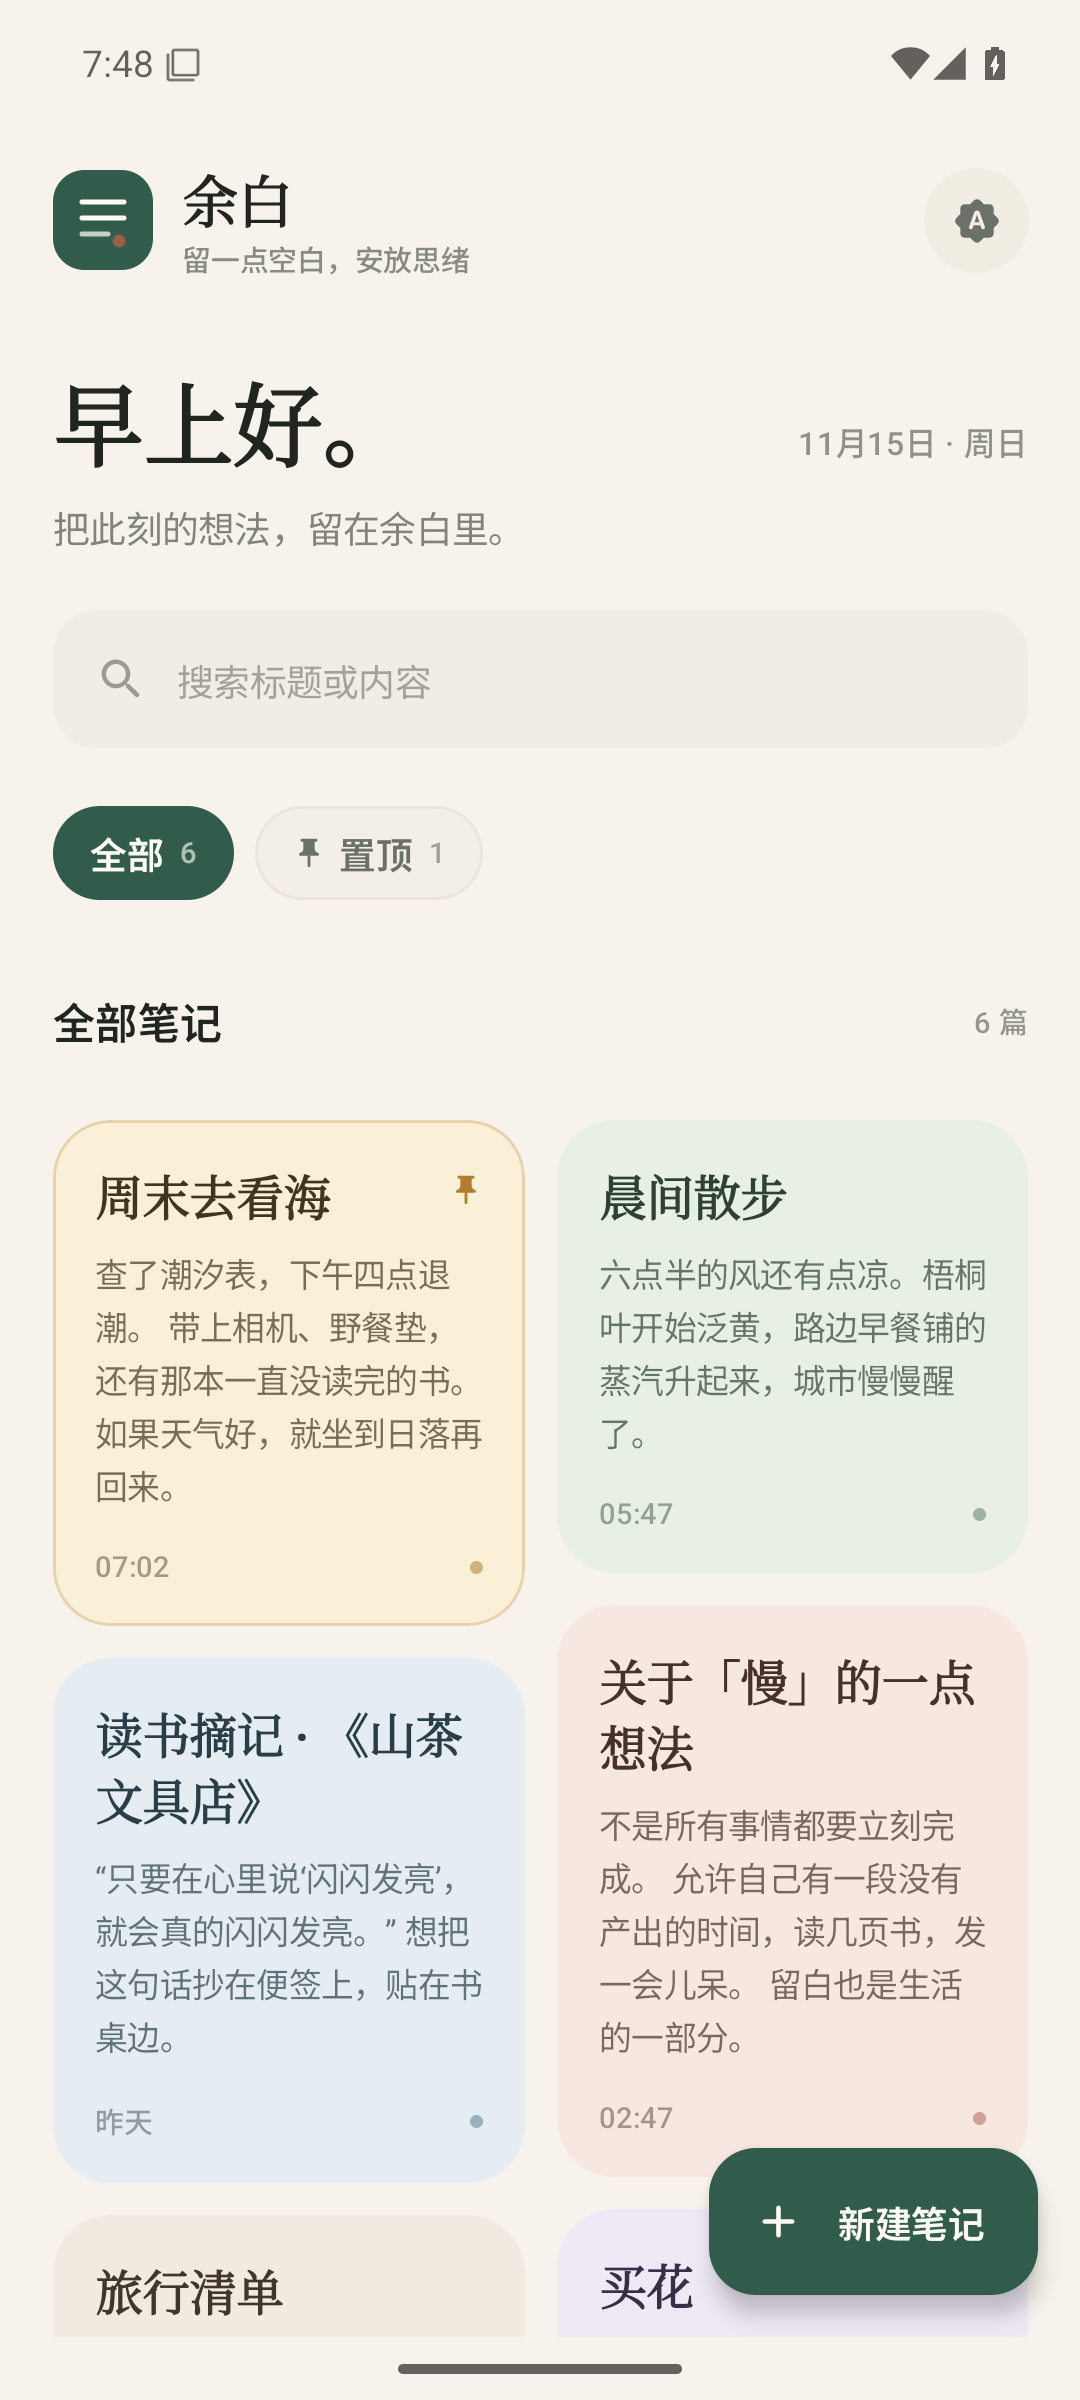 7:48
余白
留一点空白，安放思绪
A
早上好。
11月15日 · 周日
把此刻的想法，留在余白里。
搜索标题或内容
全部 6
置顶 1
全部笔记
6 篇
周末去看海
查了潮汐表，下午四点退
潮。 带上相机、野餐垫，
还有那本一直没读完的书。
如果天气好，就坐到日落再
回来。
07:02
晨间散步
六点半的风还有点凉。梧桐
叶开始泛黄，路边早餐铺的
蒸汽升起来，城市慢慢醒
了。
05:47
读书摘记 · 《山茶
文具店》
“只要在心里说‘闪闪发亮’，
就会真的闪闪发亮。” 想把
这句话抄在便签上，贴在书
桌边。
昨天
关于「慢」的一点
想法
不是所有事情都要立刻完
成。 允许自己有一段没有
产出的时间，读几页书，发
一会儿呆。 留白也是生活
的一部分。
02:47
旅行清单
买花
新建笔记